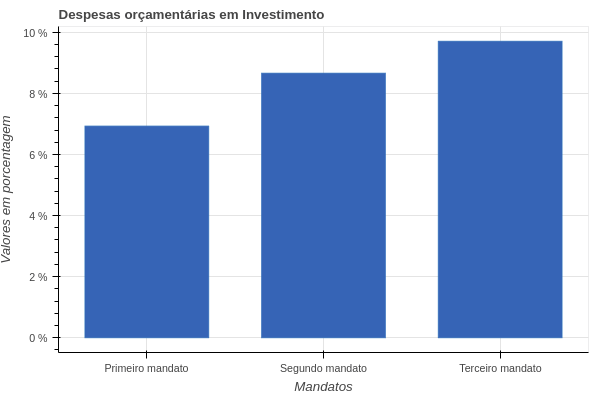 Despesas orçamentárias em Investimento
Valores em porcentagem
10 %
8 %
6 %
4 %
2 %
0 %
Primeiro mandato
Segundo mandato
Terceiro mandato
Mandatos